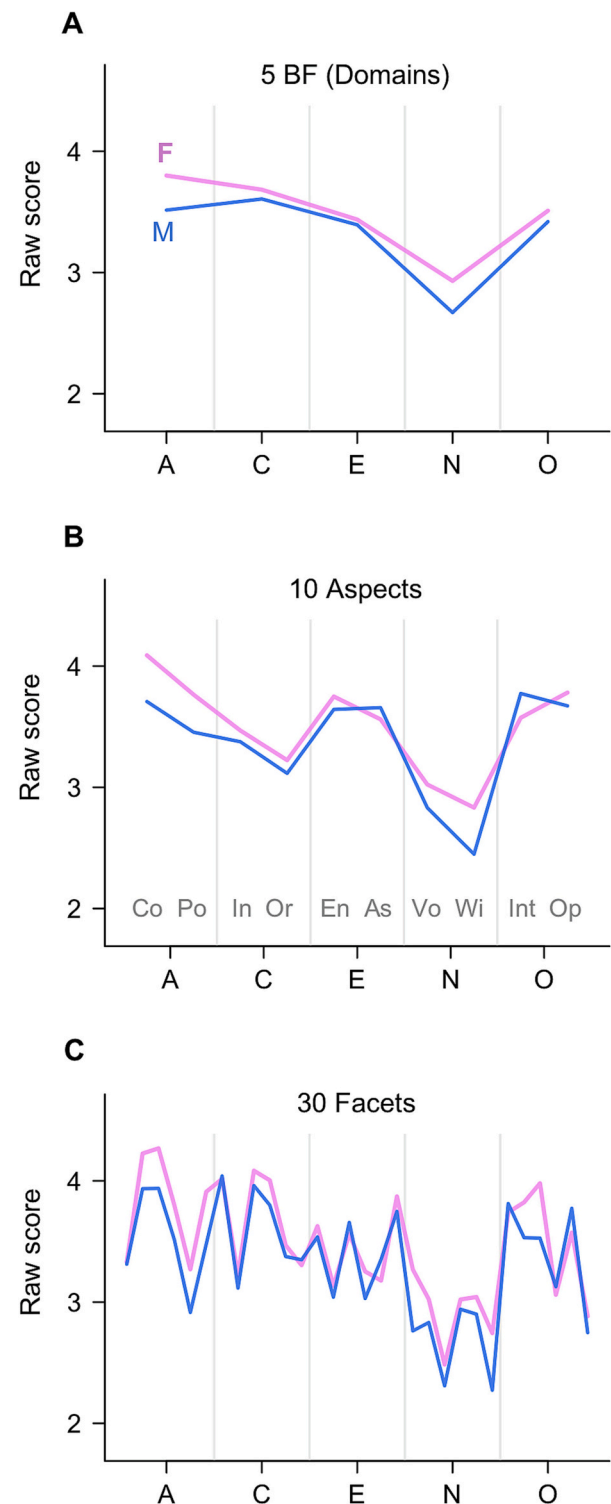 A
5 BF (Domains)
F
M
Raw score
4
3
2
A C E N O
B
10 Aspects
Raw score
4
3
2
Co Po In Or En As Vo Wi Int Op
A C E N O
C
30 Facets
Raw score
4
3
2
A C E N O